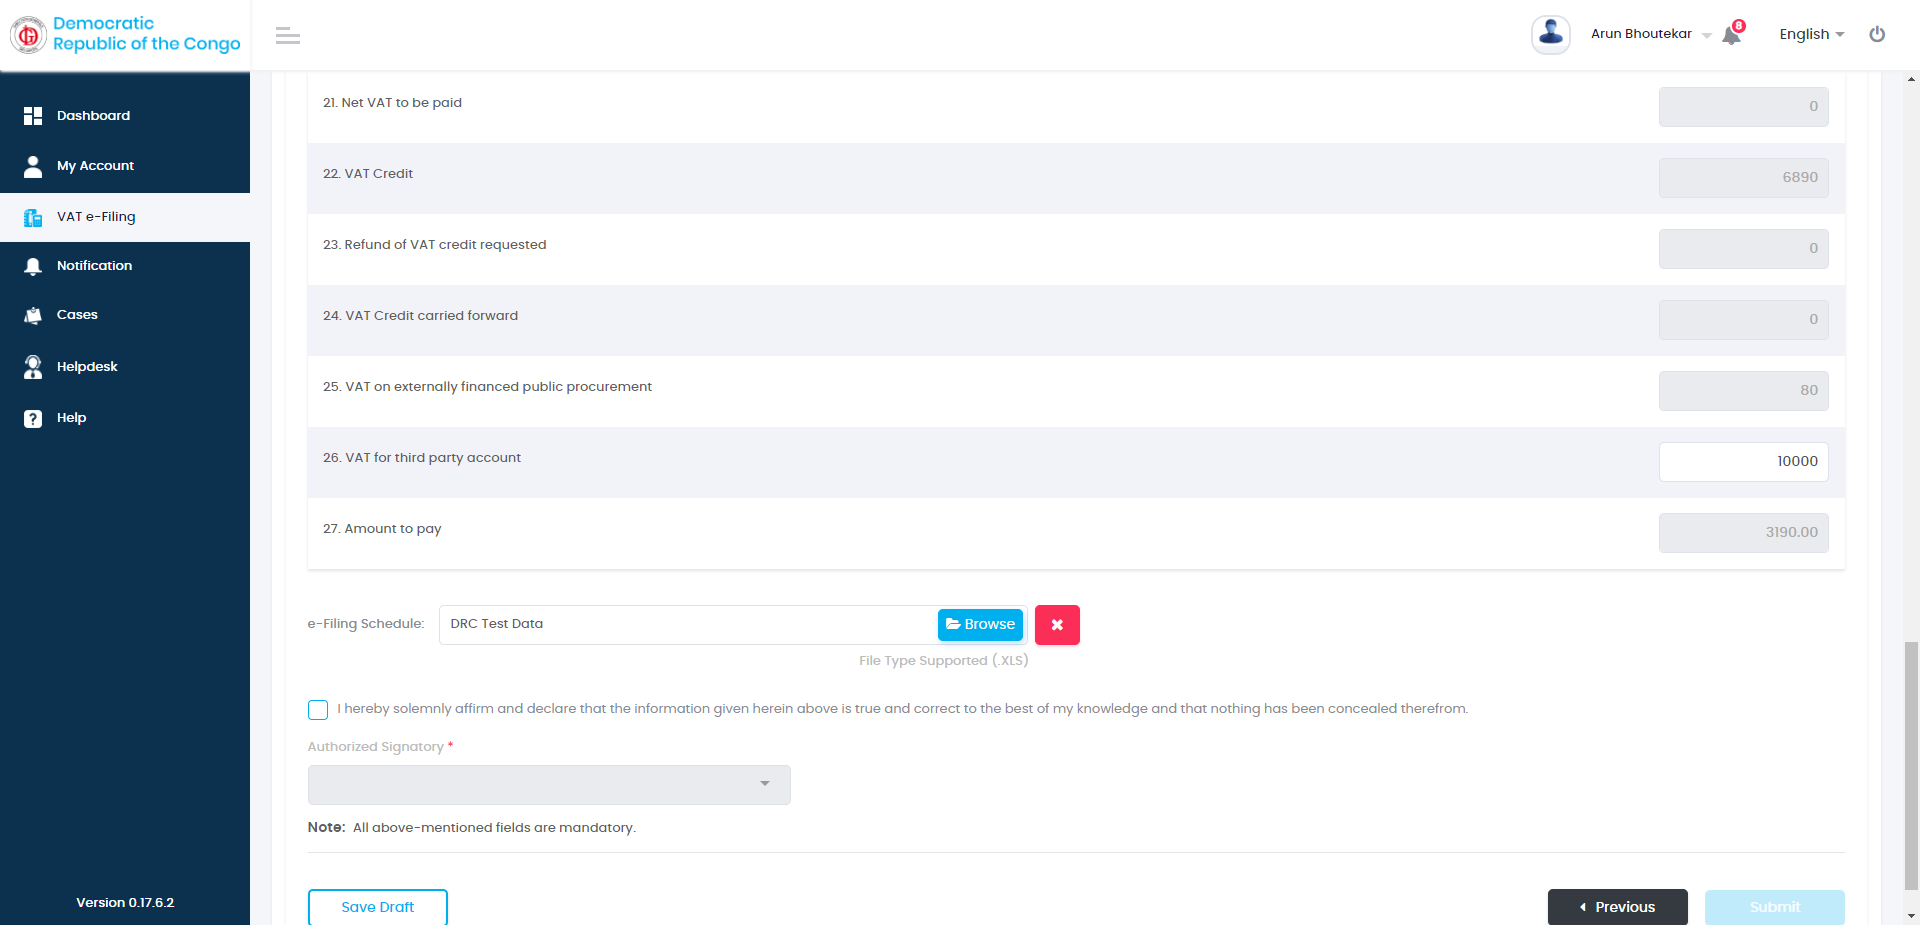 Democratic
Republic of the Congo
Arun Bhoutekar
8
English
Dashboard
My Account
VAT e-Filing
Notification
Cases
Helpdesk
Help
Version 0.17.6.2
21. Net VAT to be paid 0
22. VAT Credit 6890
23. Refund of VAT credit requested 0
24. VAT Credit carried forward 0
25. VAT on externally financed public procurement 80
26. VAT for third party account 10000
27. Amount to pay 3190.00
e-Filing Schedule: DRC Test Data Browse
File Type Supported (.XLS)
I hereby solemnly affirm and declare that the information given herein above is true and correct to the best of my knowledge and that nothing has been concealed therefrom.
Authorized Signatory *
Note: All above-mentioned fields are mandatory.
Save Draft Previous Submit